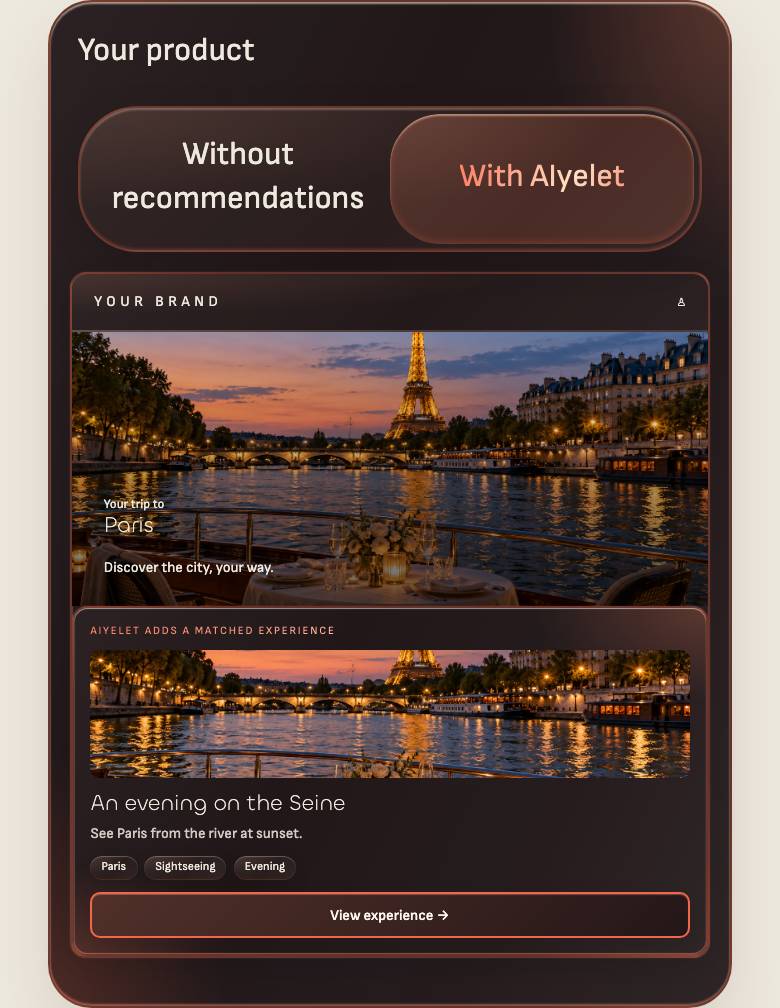 Your product
Without
recommendations
With AIyelet
YOUR BRAND
Your trip to
Paris
Discover the city, your way.
AIYELET ADDS A MATCHED EXPERIENCE
An evening on the Seine
See Paris from the river at sunset.
Paris
Sightseeing
Evening
View experience →